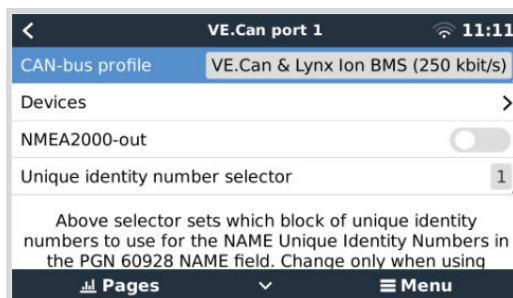 VE.Can port 1 11:11
CAN-bus profile VE.Can & Lynx Ion BMS (250 kbit/s)
Devices
NMEA2000-out
Unique identity number selector 1
Above selector sets which block of unique identity
numbers to use for the NAME Unique Identity Numbers in
the PGN 60928 NAME field. Change only when using
Pages Menu